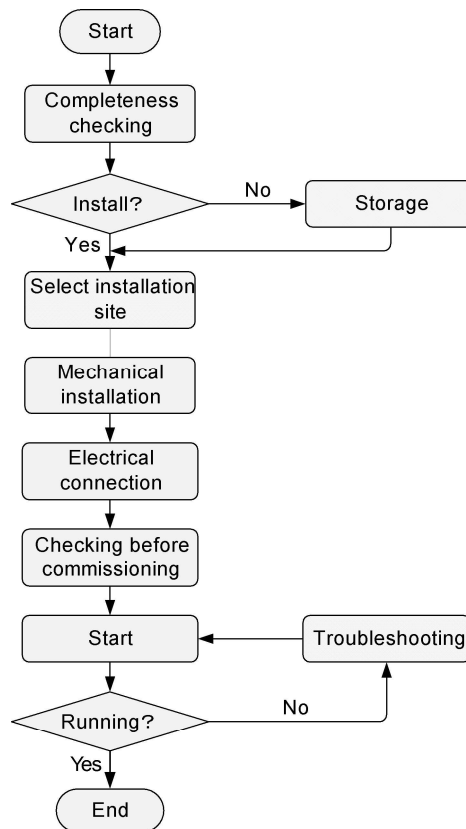 Start
Completeness
checking
Install?
No
Storage
Yes
Select installation
site
Mechanical
installation
Electrical
connection
Checking before
commissioning
Start
Troubleshooting
Running?
No
Yes
End